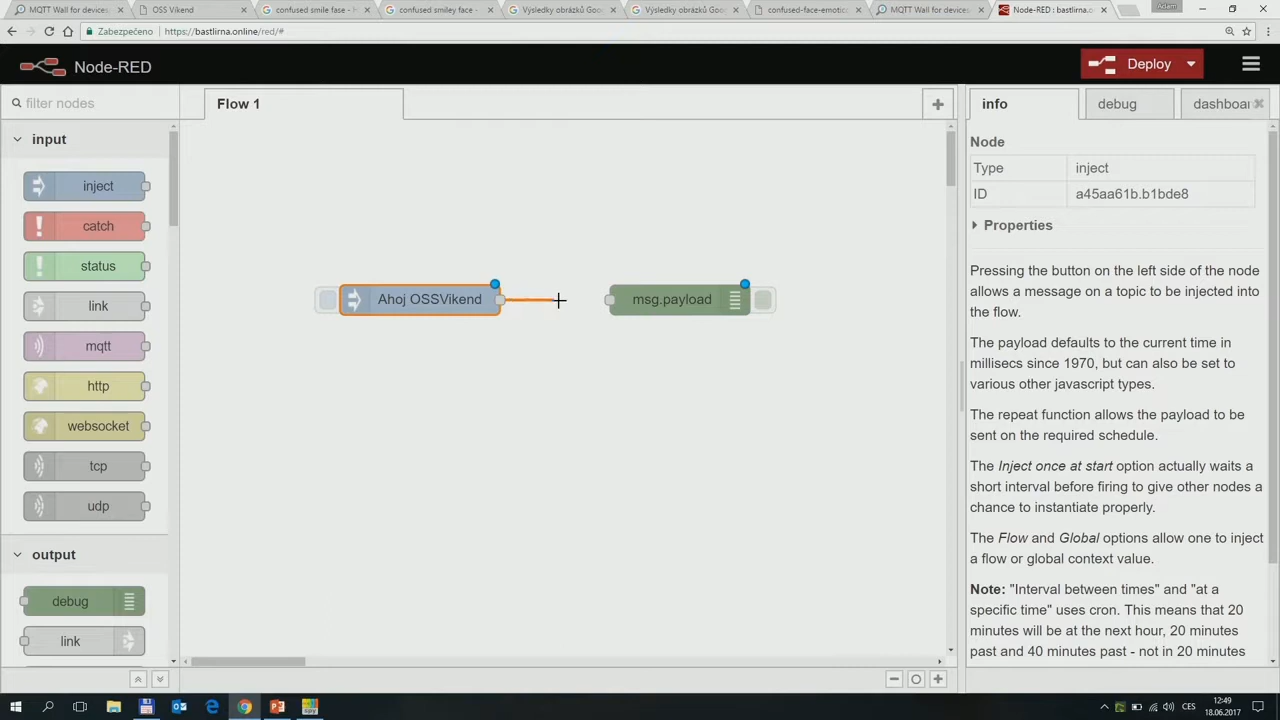 MQTT Wall for devices
OSS Víkend
confused smile fase - H
confused smiley face -
Výsledky obrázků Goo
Výsledky obrázků Goo
confused-face-emotico
MQTT Wall for devices
Node-RED : bastlirna.o
Adam
Zabezpečeno
https://bastlirna.online/red/#
Node-RED
Deploy
filter nodes
Flow 1
info
debug
dashboar
input
inject
catch
status
link
mqtt
http
websocket
tcp
udp
output
debug
link
Ahoj OSSVikend
msg.payload
Node
Type inject
ID a45aa61b.b1bde8
Properties
Pressing the button on the left side of the node
allows a message on a topic to be injected into
the flow.
The payload defaults to the current time in
millisecs since 1970, but can also be set to
various other javascript types.
The repeat function allows the payload to be
sent on the required schedule.
The Inject once at start option actually waits a
short interval before firing to give other nodes a
chance to instantiate properly.
The Flow and Global options allow one to inject
a flow or global context value.
Note: "Interval between times" and "at a
specific time" uses cron. This means that 20
minutes will be at the next hour, 20 minutes
past and 40 minutes past - not in 20 minutes
CES
12:49
18.06.2017